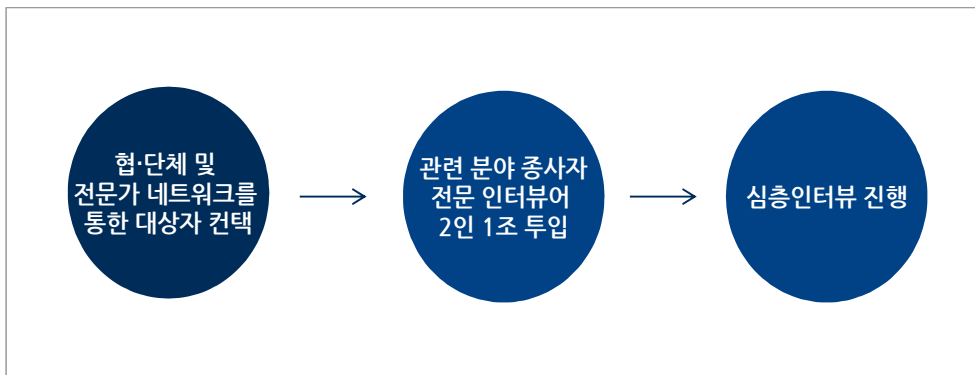 협·단체 및
전문가 네트워크를
통한 대상자 컨택
관련 분야 종사자
전문 인터뷰어
2인 1조 투입
심층인터뷰 진행